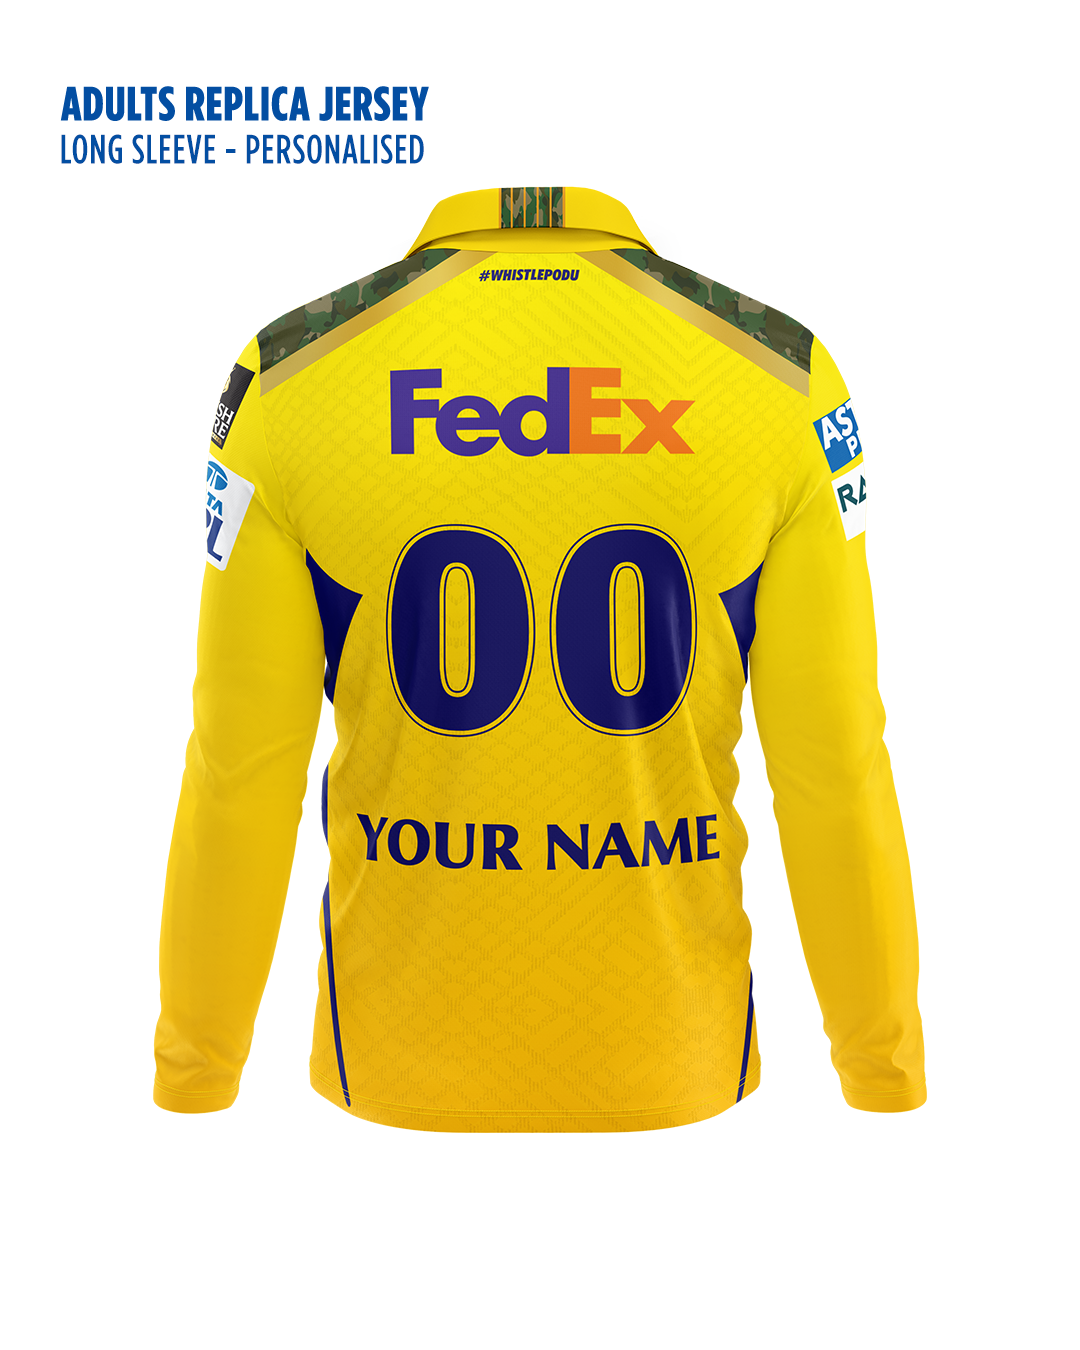 ADULTS REPLICA JERSEY
LONG SLEEVE - PERSONALISED
#WHISTLEPODU
FedEx
00
YOUR NAME